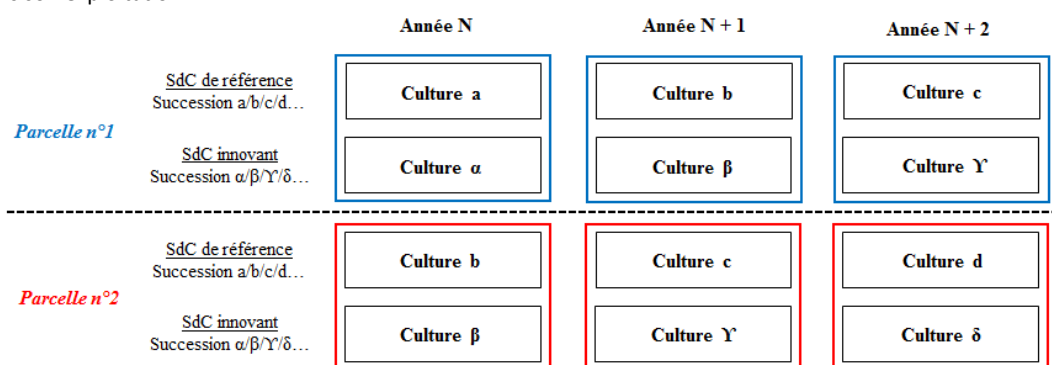 Année N
Année N + 1
Année N + 2
SdC de référence
Succession a/b/c/d…
Culture a
Culture b
Culture c
Parcelle n°1
SdC innovant
Succession α/β/ϒ/δ…
Culture α
Culture β
Culture ϒ
SdC de référence
Succession a/b/c/d…
Culture b
Culture c
Culture d
Parcelle n°2
SdC innovant
Succession α/β/ϒ/δ…
Culture β
Culture ϒ
Culture δ